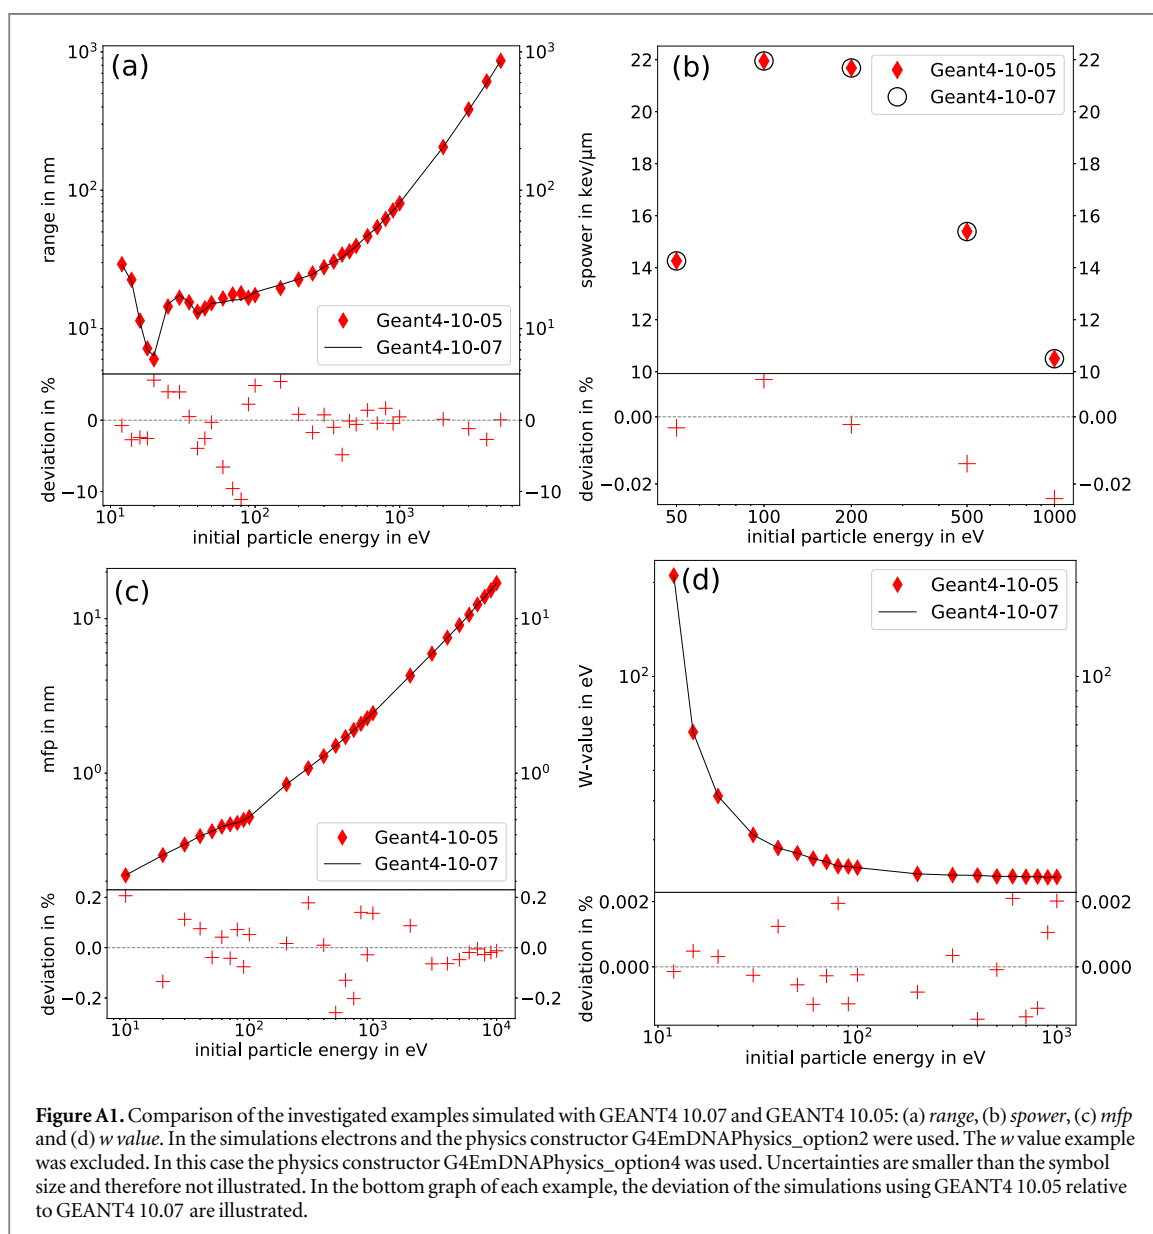 (a)
10³
10²
10¹
range in nm
10³
10²
10¹
Geant4-10-05
Geant4-10-07
deviation in %
0
−10
0
−10
10¹ 10² 10³
initial particle energy in eV
(b)
22
20
18
16
14
12
10
spower in kev/µm
22
20
18
16
14
12
10
Geant4-10-05
Geant4-10-07
deviation in %
0.00
−0.02
0.00
−0.02
50 100 200 500 1000
initial particle energy in eV
(c)
10¹
10⁰
mfp in nm
10¹
10⁰
Geant4-10-05
Geant4-10-07
deviation in %
0.2
0.0
−0.2
0.2
0.0
−0.2
10¹ 10² 10³ 10⁴
initial particle energy in eV
(d)
10²
W-value in eV
10²
Geant4-10-05
Geant4-10-07
deviation in %
0.002
0.000
0.002
0.000
10¹ 10² 10³
initial particle energy in eV
Figure A1. Comparison of the investigated examples simulated with GEANT4 10.07 and GEANT4 10.05: (a) range, (b) spower, (c) mfp
and (d) w value. In the simulations electrons and the physics constructor G4EmDNAPhysics_option2 were used. The w value example
was excluded. In this case the physics constructor G4EmDNAPhysics_option4 was used. Uncertainties are smaller than the symbol
size and therefore not illustrated. In the bottom graph of each example, the deviation of the simulations using GEANT4 10.05 relative
to GEANT4 10.07 are illustrated.